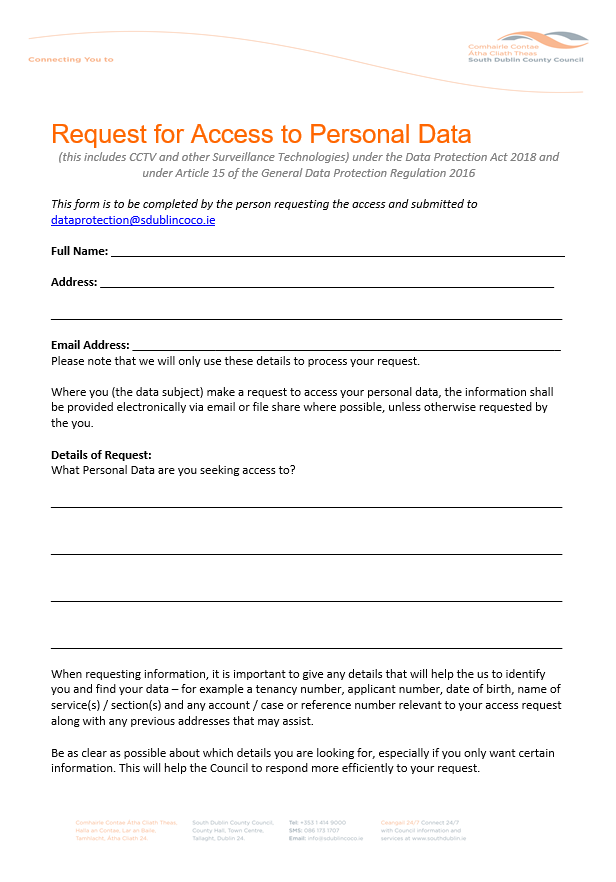 Connecting You to
Comhairle Contae
Átha Cliath Theas
South Dublin County Council
Request for Access to Personal Data
(this includes CCTV and other Surveillance Technologies) under the Data Protection Act 2018 and
under Article 15 of the General Data Protection Regulation 2016
This form is to be completed by the person requesting the access and submitted to
dataprotection@sdublincoco.ie
Full Name:
Address:
Email Address:
Please note that we will only use these details to process your request.
Where you (the data subject) make a request to access your personal data, the information shall
be provided electronically via email or file share where possible, unless otherwise requested by
the you.
Details of Request:
What Personal Data are you seeking access to?
When requesting information, it is important to give any details that will help the us to identify
you and find your data – for example a tenancy number, applicant number, date of birth, name of
service(s) / section(s) and any account / case or reference number relevant to your access request
along with any previous addresses that may assist.
Be as clear as possible about which details you are looking for, especially if you only want certain
information. This will help the Council to respond more efficiently to your request.
Comhairle Contae Átha Cliath Theas,
Halla an Contae, Lár an Baile,
Tamhlacht, Átha Cliath 24
South Dublin County Council,
County Hall, Town Centre,
Tallaght, Dublin 24
Tel: +353 1 414 9000
SMS: 086 173 1707
Email: info@sdublincoco.ie
Ceangail 24/7 Connect 24/7
with Council information and
services at www.southdublin.ie